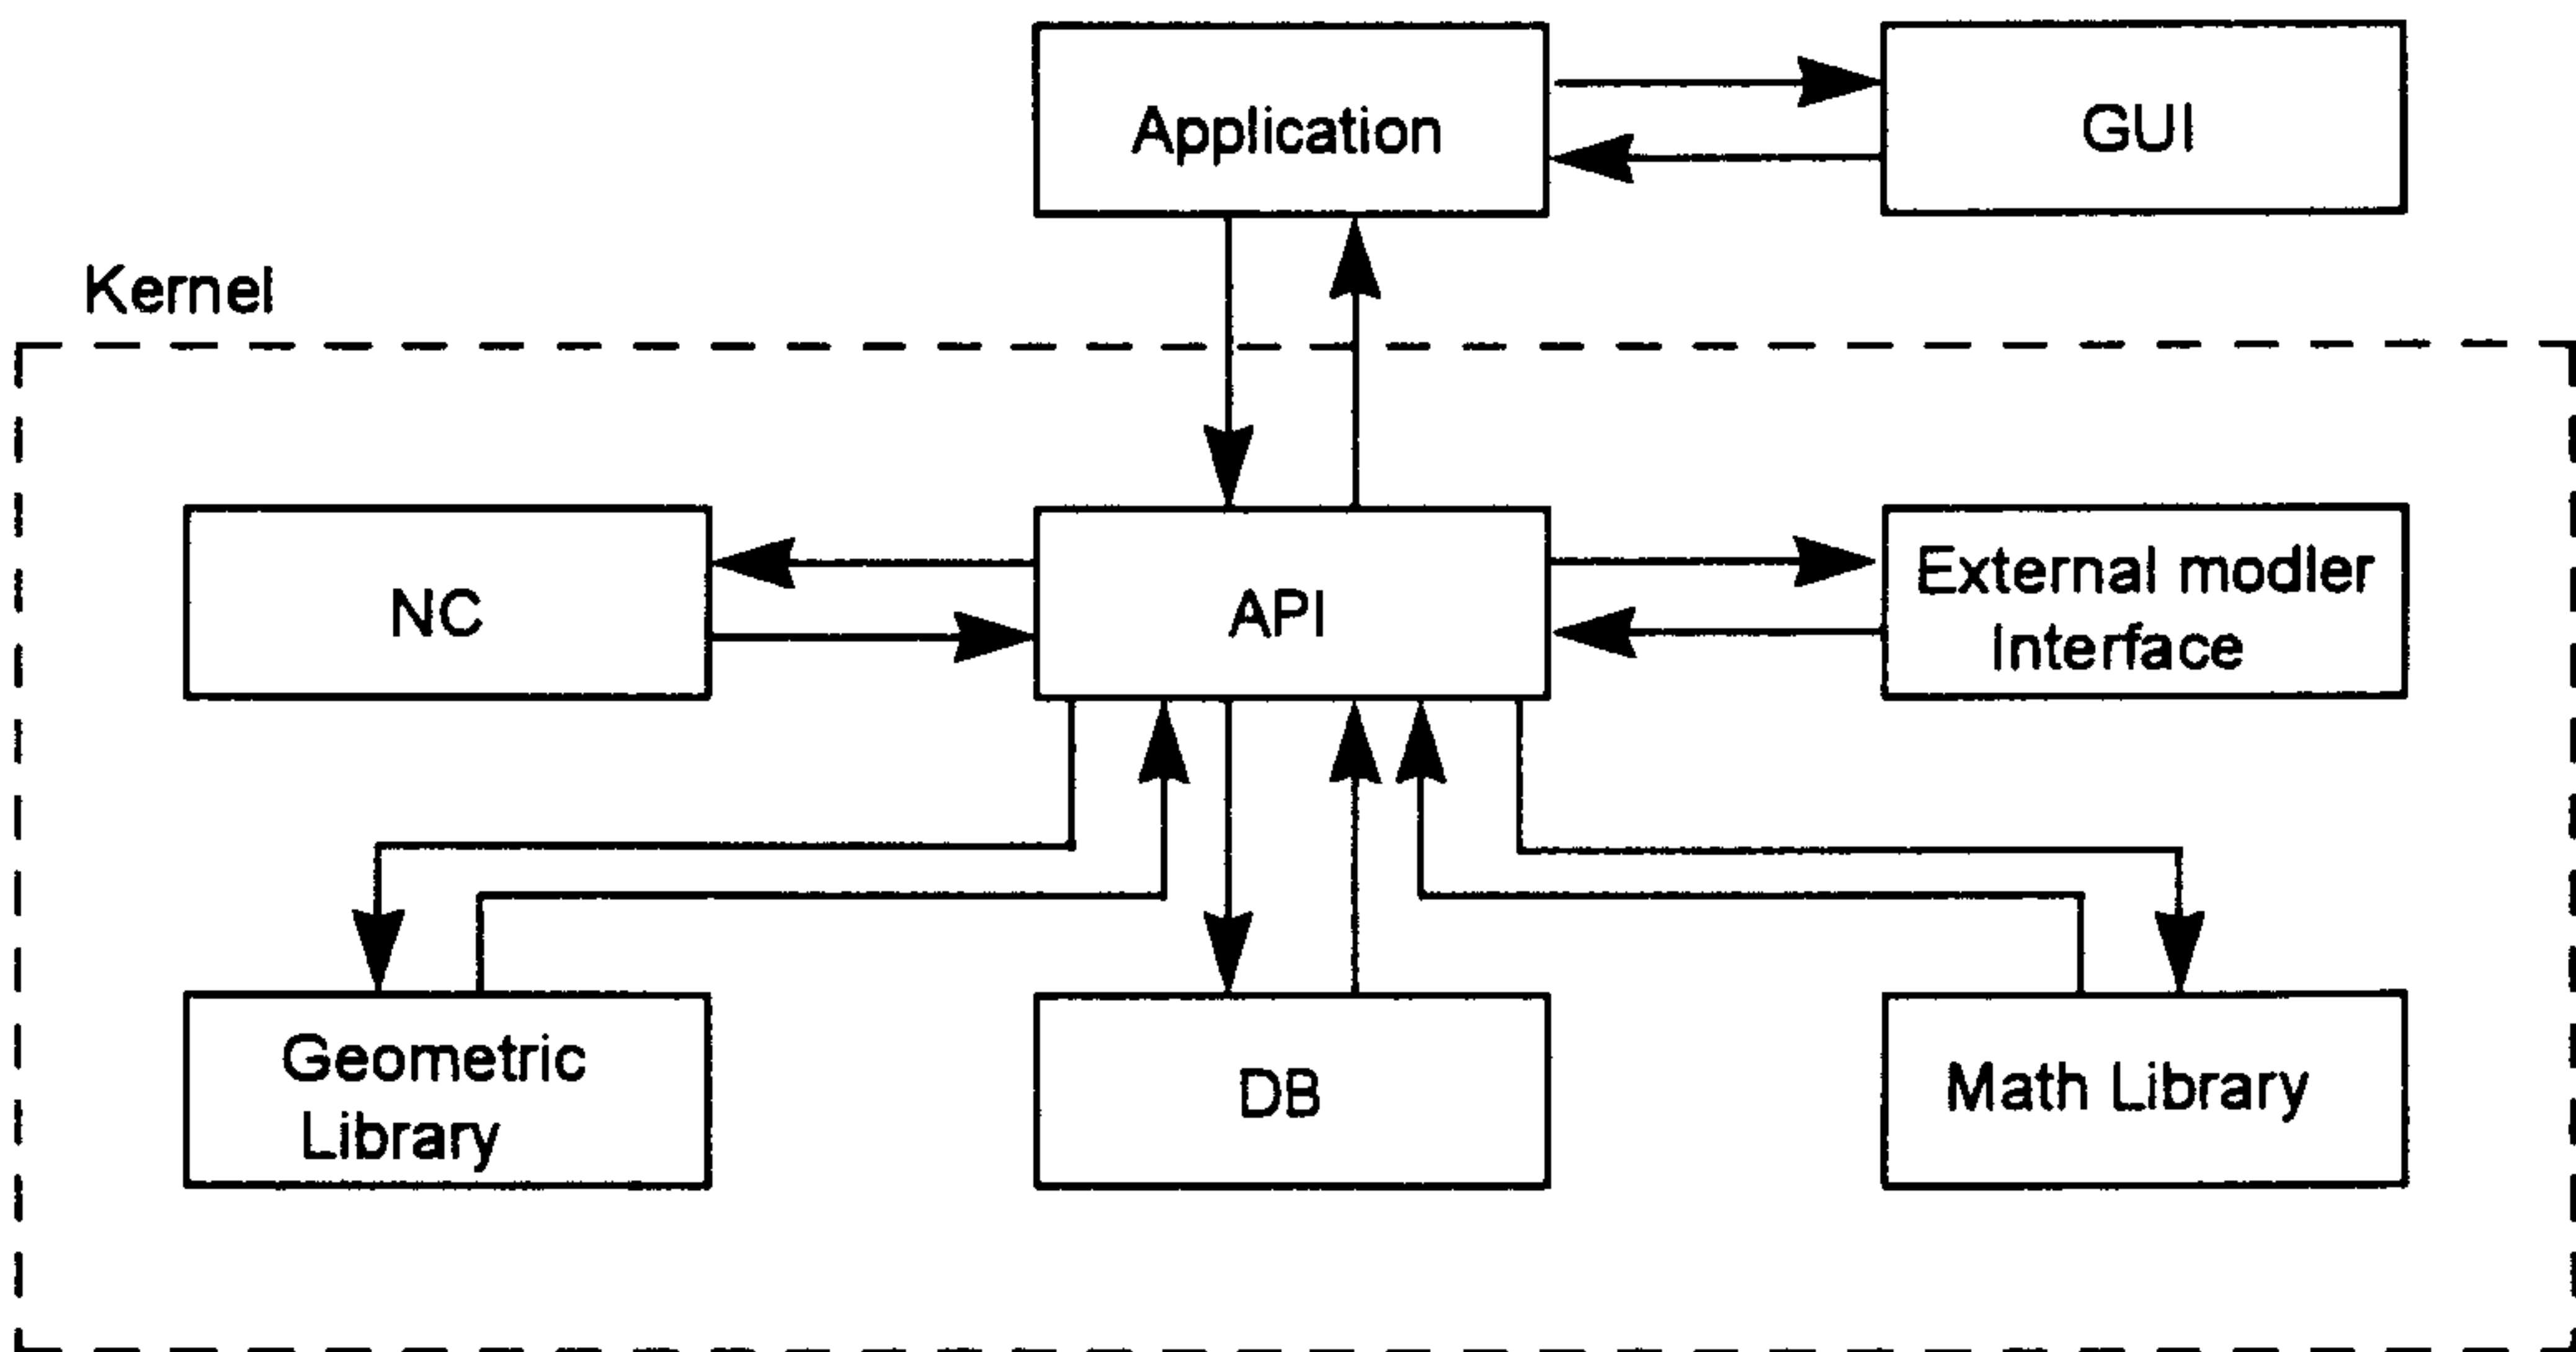 Application
GUI
Kernel
NC
API
External modler
Interface
Geometric
Library
DB
Math Library